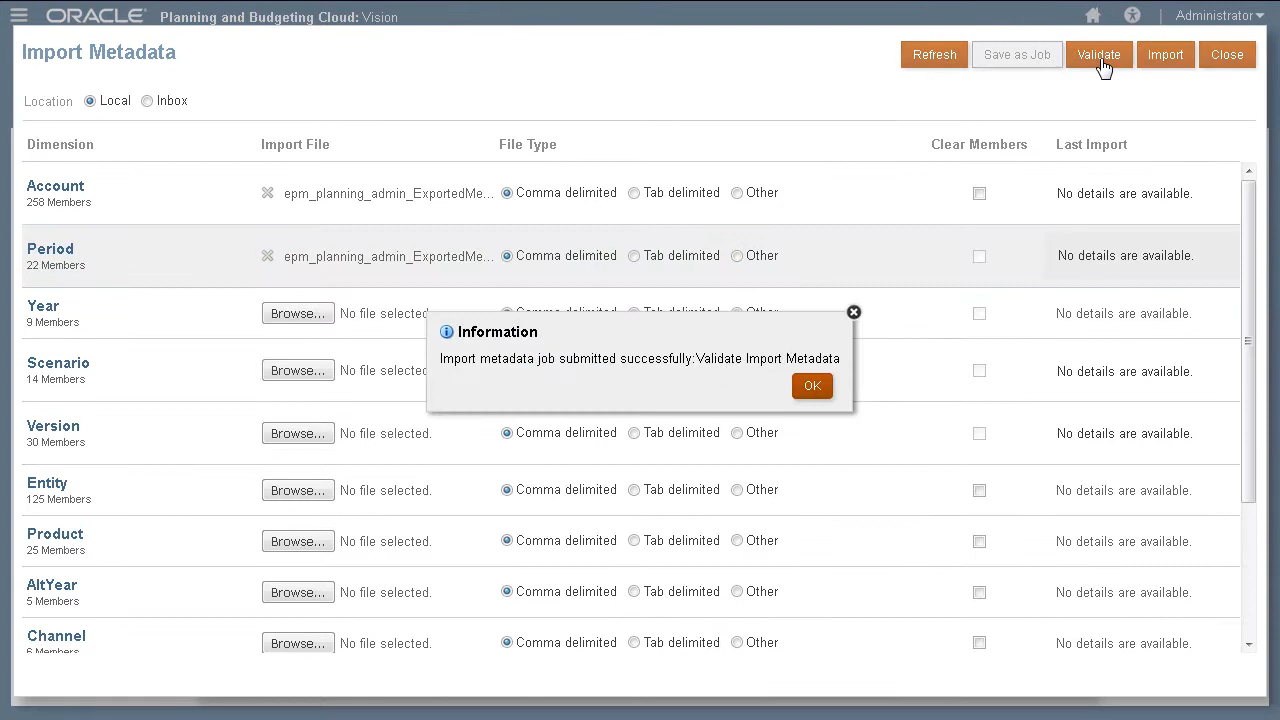 ORACLE® Planning and Budgeting Cloud: Vision Administrator
Import Metadata
Refresh Save as Job Validate Import Close
Location Local Inbox
Dimension Import File File Type Clear Members Last Import
Account epm_planning_admin_ExportedMe... Comma delimited Tab delimited Other No details are available.
258 Members
Period epm_planning_admin_ExportedMe... Comma delimited Tab delimited Other No details are available.
22 Members
Year Browse... No file selected. Comma delimited Tab delimited Other No details are available.
9 Members
Information
Import metadata job submitted successfully:Validate Import Metadata
OK
Scenario Browse... No file selected. No details are available.
14 Members
Version Browse... No file selected. Comma delimited Tab delimited Other No details are available.
30 Members
Entity Browse... No file selected. Comma delimited Tab delimited Other No details are available.
125 Members
Product Browse... No file selected. Comma delimited Tab delimited Other No details are available.
25 Members
AltYear Browse... No file selected. Comma delimited Tab delimited Other No details are available.
5 Members
Channel Browse... No file selected. Comma delimited Tab delimited Other No details are available.
6 Members